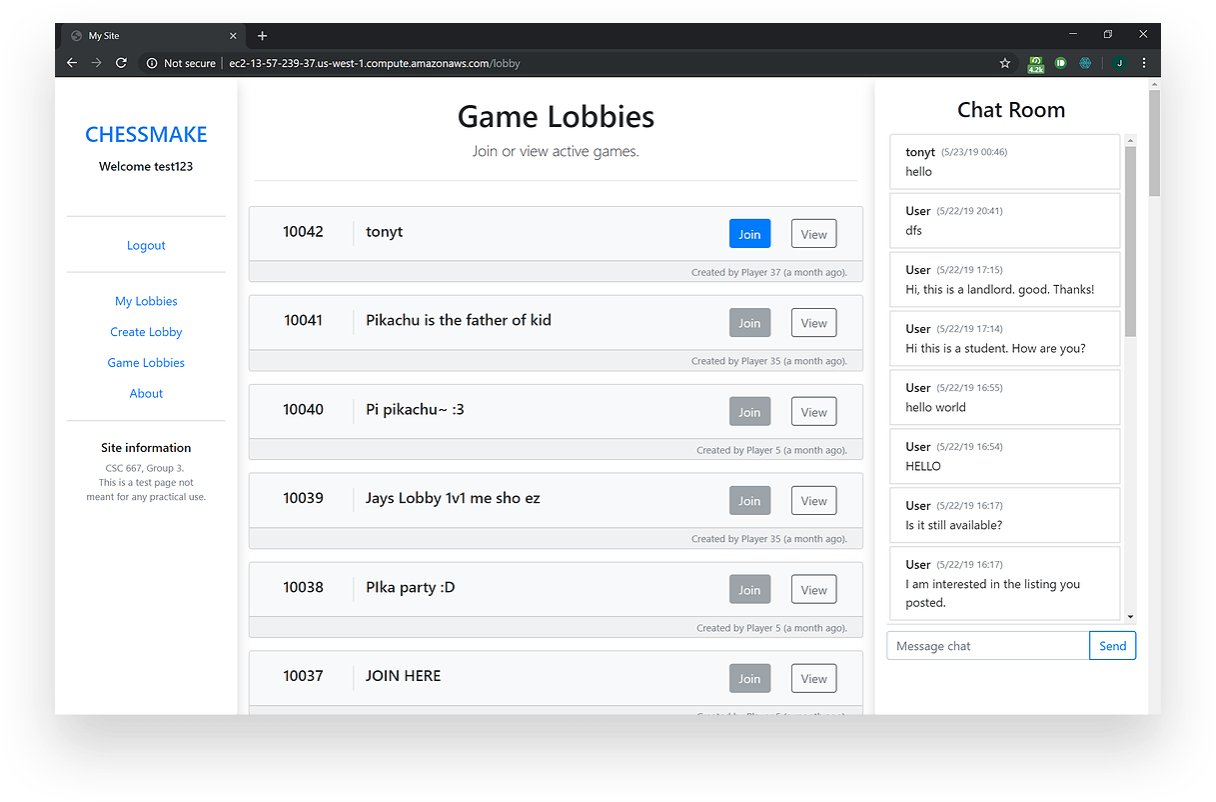 My Site
Not secure
ec2-13-57-239-37.us-west-1.compute.amazonaws.com/lobby
4.2k
J
CHESSMAKE
Welcome test123
Logout
My Lobbies
Create Lobby
Game Lobbies
About
Site information
CSC 667, Group 3.
This is a test page not
meant for any practical use.
Game Lobbies
Join or view active games.
10042 tonyt Join View
Created by Player 37 (a month ago).
10041 Pikachu is the father of kid Join View
Created by Player 35 (a month ago).
10040 Pi pikachu~ :3 Join View
Created by Player 5 (a month ago).
10039 Jays Lobby 1v1 me sho ez Join View
Created by Player 35 (a month ago).
10038 PIka party :D Join View
Created by Player 5 (a month ago).
10037 JOIN HERE Join View
Chat Room
tonyt (5/23/19 00:46)
hello
User (5/22/19 20:41)
dfs
User (5/22/19 17:15)
Hi, this is a landlord. good. Thanks!
User (5/22/19 17:14)
Hi this is a student. How are you?
User (5/22/19 16:55)
hello world
User (5/22/19 16:54)
HELLO
User (5/22/19 16:17)
Is it still available?
User (5/22/19 16:17)
I am interested in the listing you
posted.
Message chat
Send